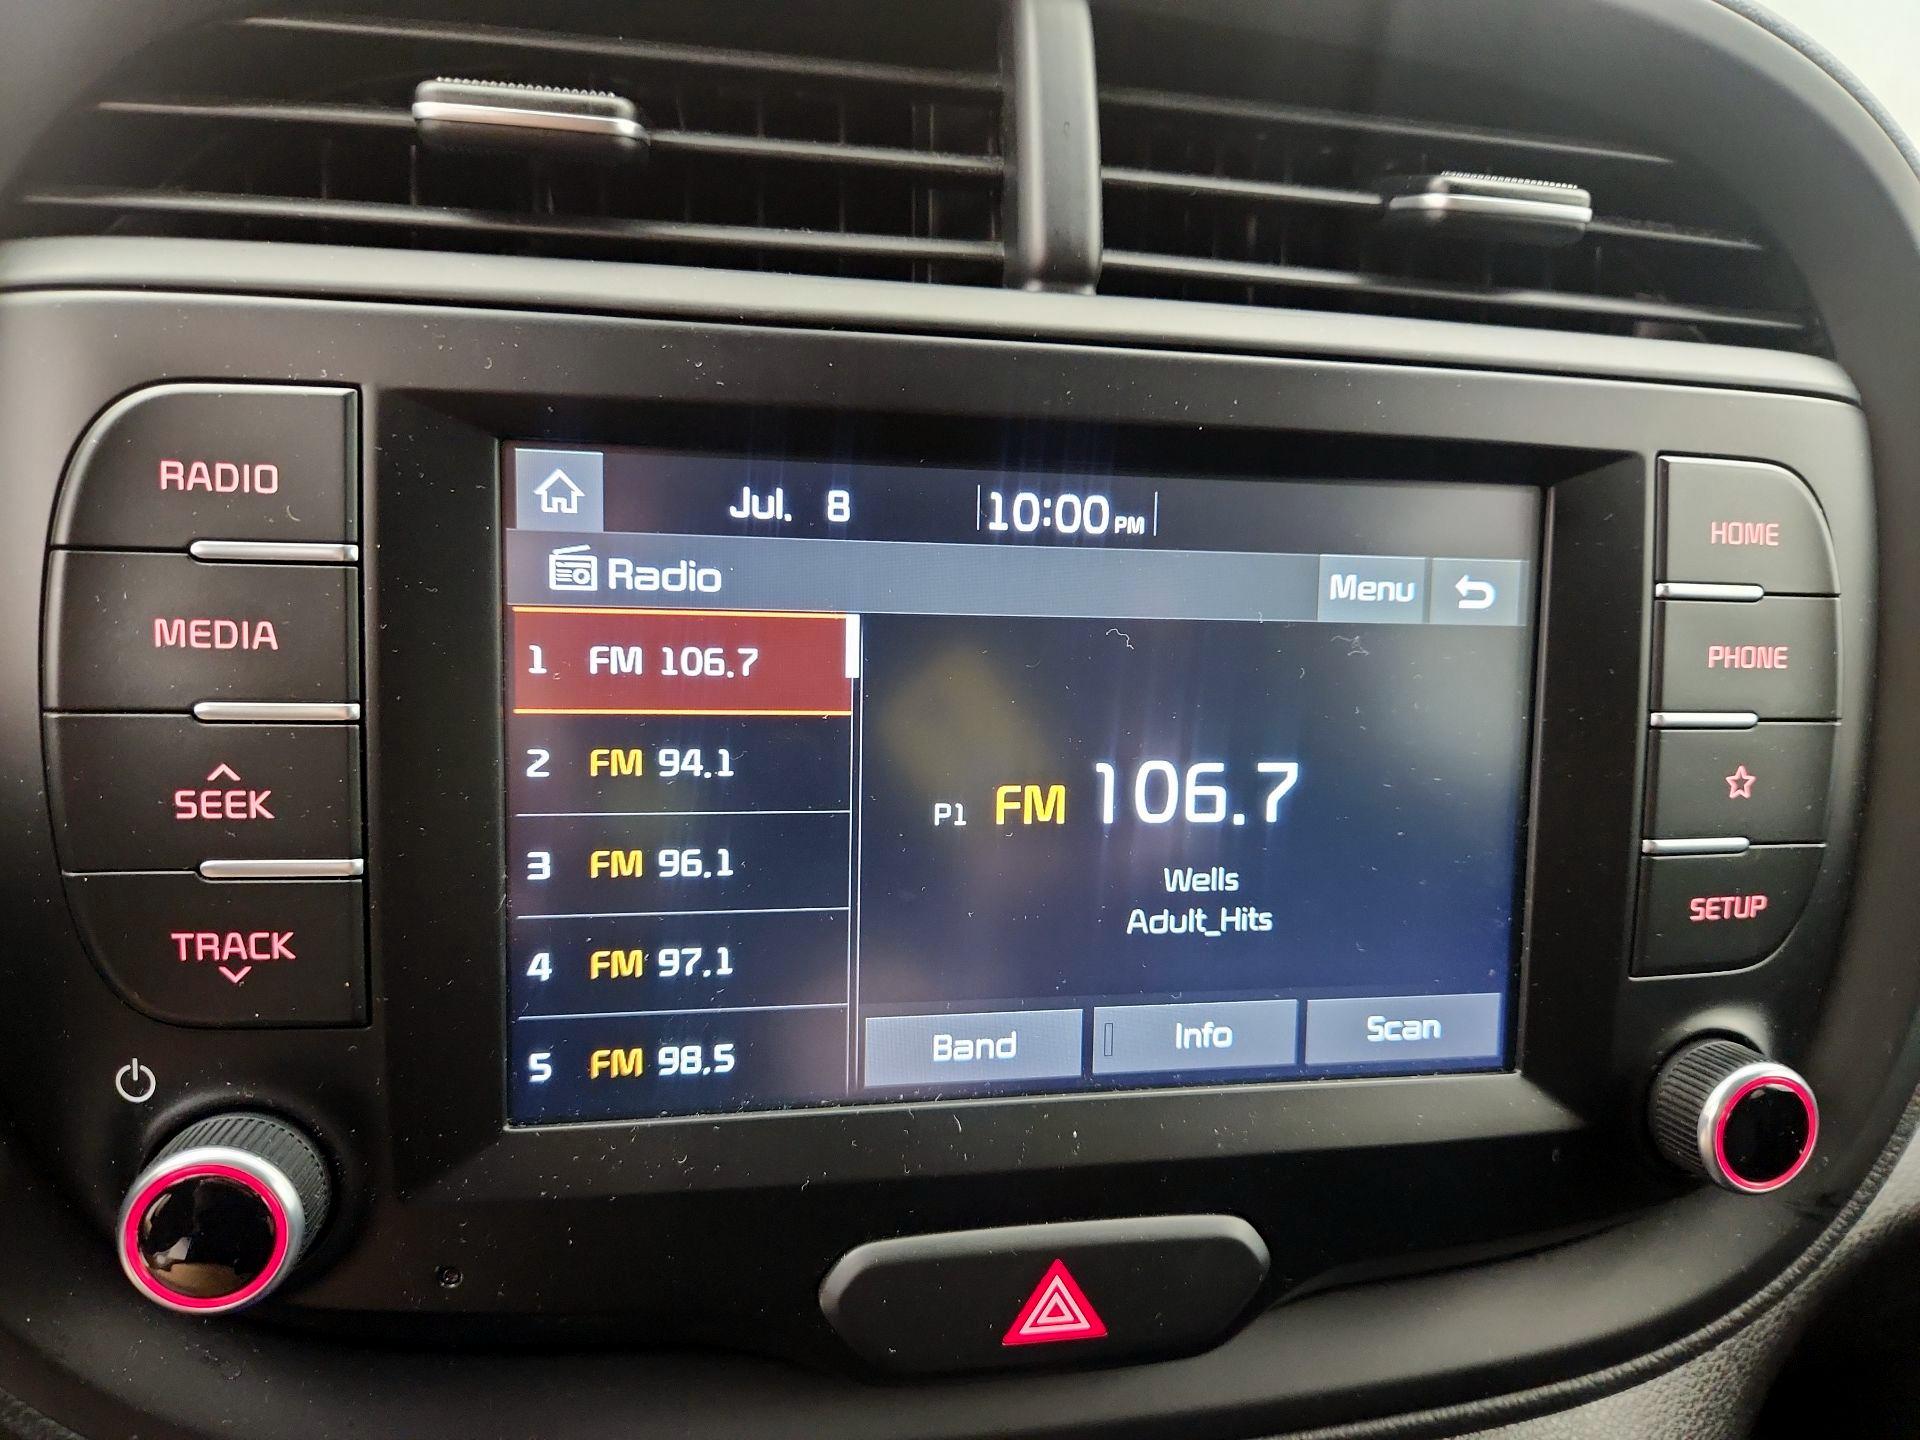 RADIO
MEDIA
SEEK
TRACK
Jul. 8 10:00 PM
Radio
Menu
1 FM 106.7
2 FM 94.1
3 FM 96.1
4 FM 97.1
5 FM 98.5
P1 FM 106.7
Wells
Adult_Hits
Band
Info
Scan
HOME
PHONE
SETUP